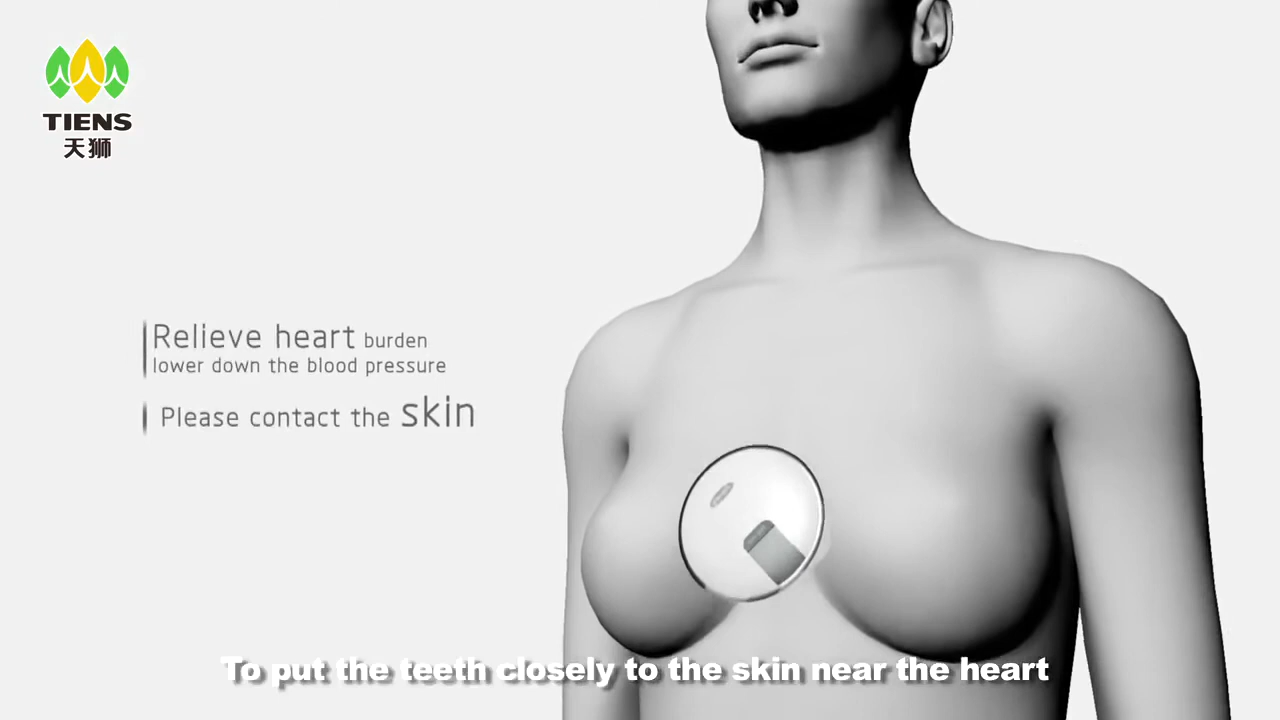 TIENS
天狮
Relieve heart burden
lower down the blood pressure
Please contact the skin
To put the teeth closely to the skin near the heart